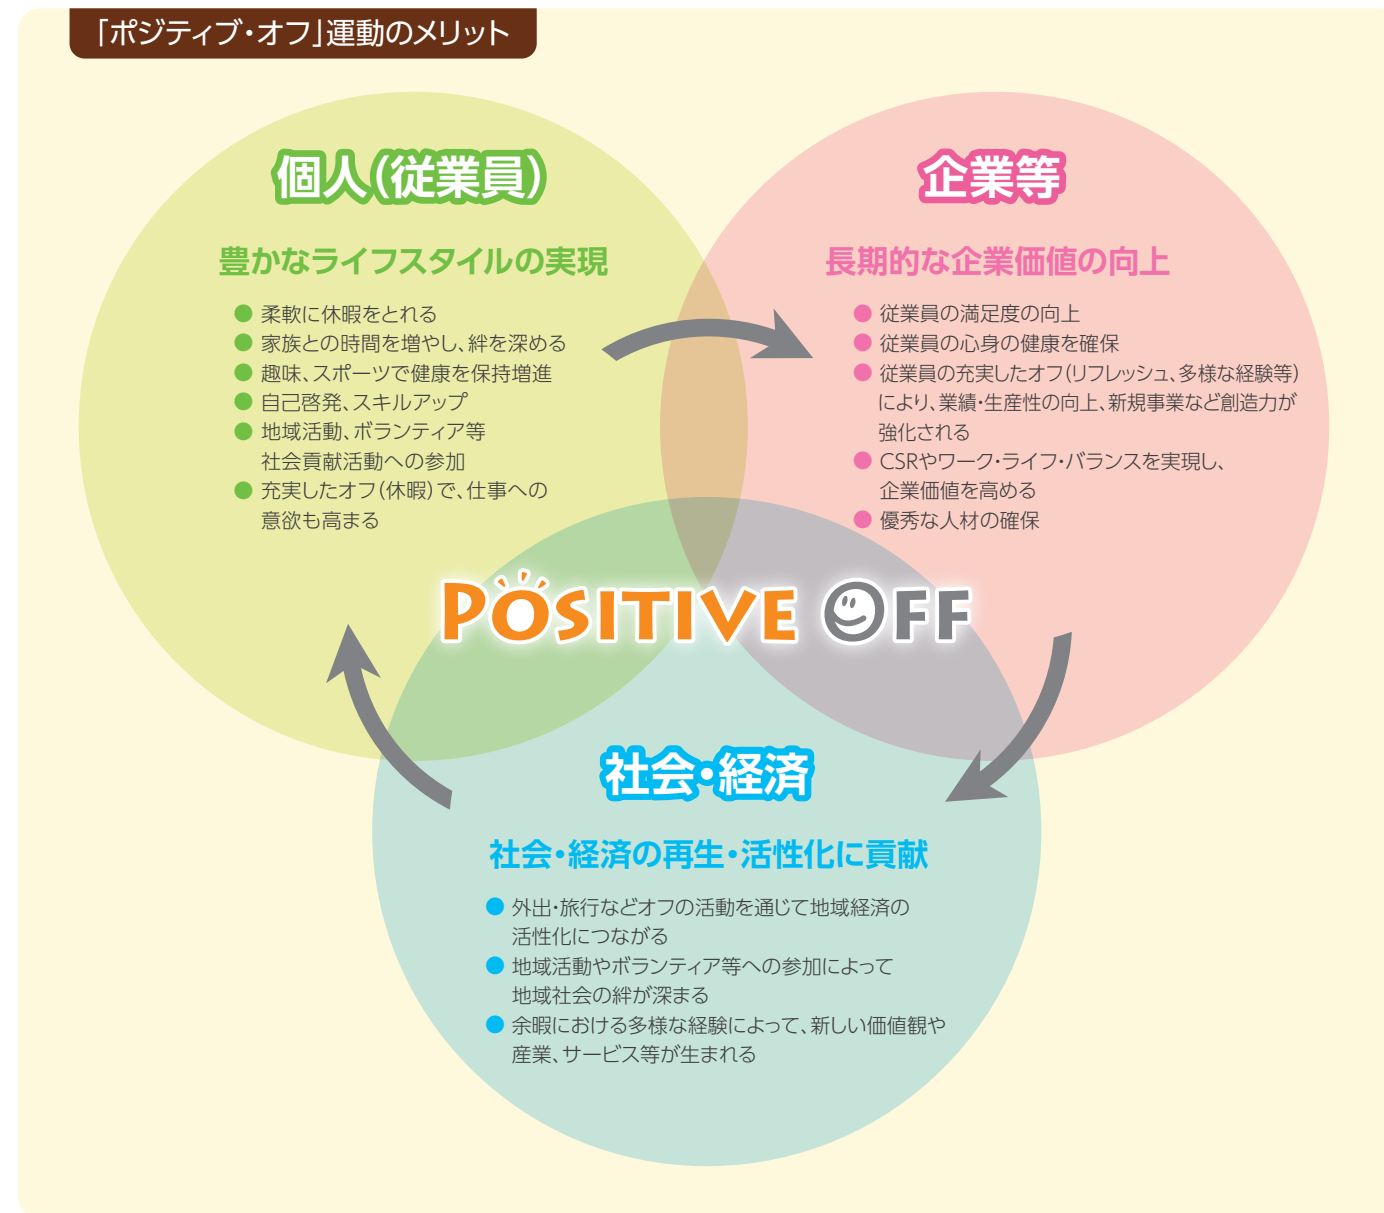 「ポジティブ・オフ」運動のメリット
個人(従業員)
豊かなライフスタイルの実現
● 柔軟に休暇をとれる
● 家族との時間を増やし、絆を深める
● 趣味、スポーツで健康を保持増進
● 自己啓発、スキルアップ
● 地域活動、ボランティア等
社会貢献活動への参加
● 充実したオフ(休暇)で、仕事への
意欲も高まる
企業等
長期的な企業価値の向上
● 従業員の満足度の向上
● 従業員の心身の健康を確保
● 従業員の充実したオフ(リフレッシュ、多様な経験等)
により、業績・生産性の向上、新規事業など創造力が
強化される
● CSRやワーク・ライフ・バランスを実現し、
企業価値を高める
● 優秀な人材の確保
POSITIVE OFF
社会・経済
社会・経済の再生・活性化に貢献
● 外出・旅行などオフの活動を通じて地域経済の
活性化につながる
● 地域活動やボランティア等への参加によって
地域社会の絆が深まる
● 余暇における多様な経験によって、新しい価値観や
産業、サービス等が生まれる